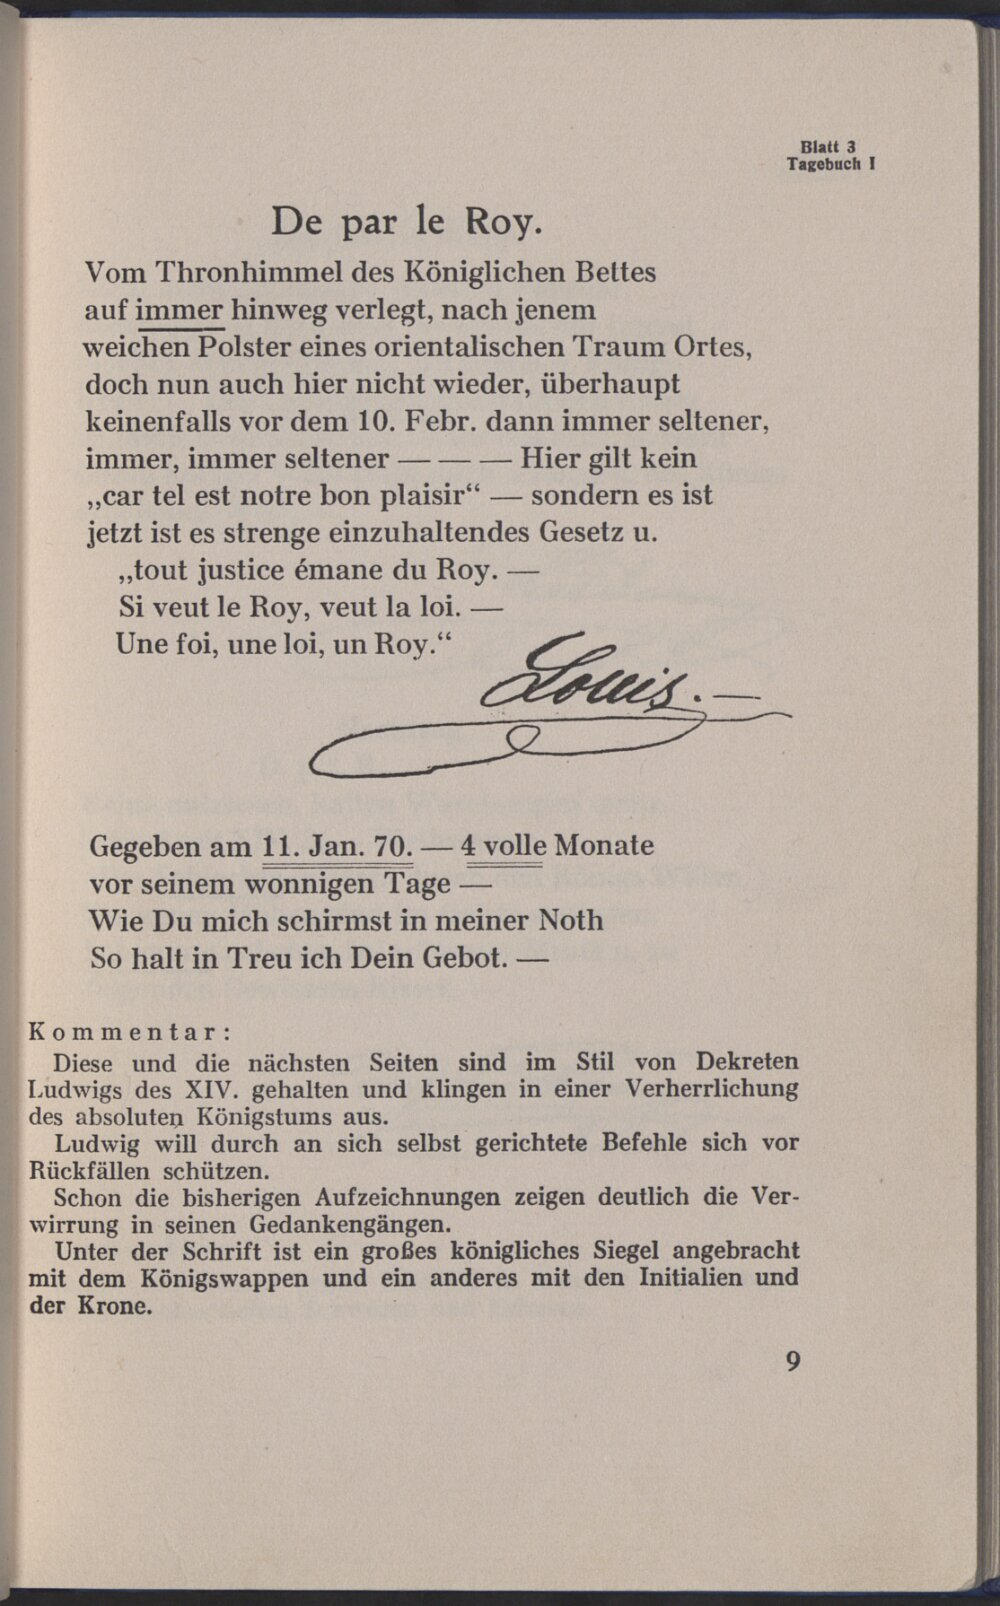 Blatt 3
Tagebuch I
De par le Roy.
Vom Thronhimmel des Königlichen Bettes
auf immer hinweg verlegt, nach jenem
weichen Polster eines orientalischen Traum Ortes,
doch nun auch hier nicht wieder, überhaupt
keinenfalls vor dem 10. Febr. dann immer seltener,
immer, immer seltener — — — Hier gilt kein
„car tel est notre bon plaisir“ — sondern es ist
jetzt ist es strenge einzuhaltendes Gesetz u.
„tout justice émane du Roy. —
Si veut le Roy, veut la loi. —
Une foi, une loi, un Roy.“
Louis. —
Gegeben am 11. Jan. 70. — 4 volle Monate
vor seinem wonnigen Tage —
Wie Du mich schirmst in meiner Noth
So halt in Treu ich Dein Gebot. —
Kommentar:
Diese und die nächsten Seiten sind im Stil von Dekreten
Ludwigs des XIV. gehalten und klingen in einer Verherrlichung
des absoluten Königstums aus.
Ludwig will durch an sich selbst gerichtete Befehle sich vor
Rückfällen schützen.
Schon die bisherigen Aufzeichnungen zeigen deutlich die Ver-
wirrung in seinen Gedankengängen.
Unter der Schrift ist ein großes königliches Siegel angebracht
mit dem Königswappen und ein anderes mit den Initialien und
der Krone.
9